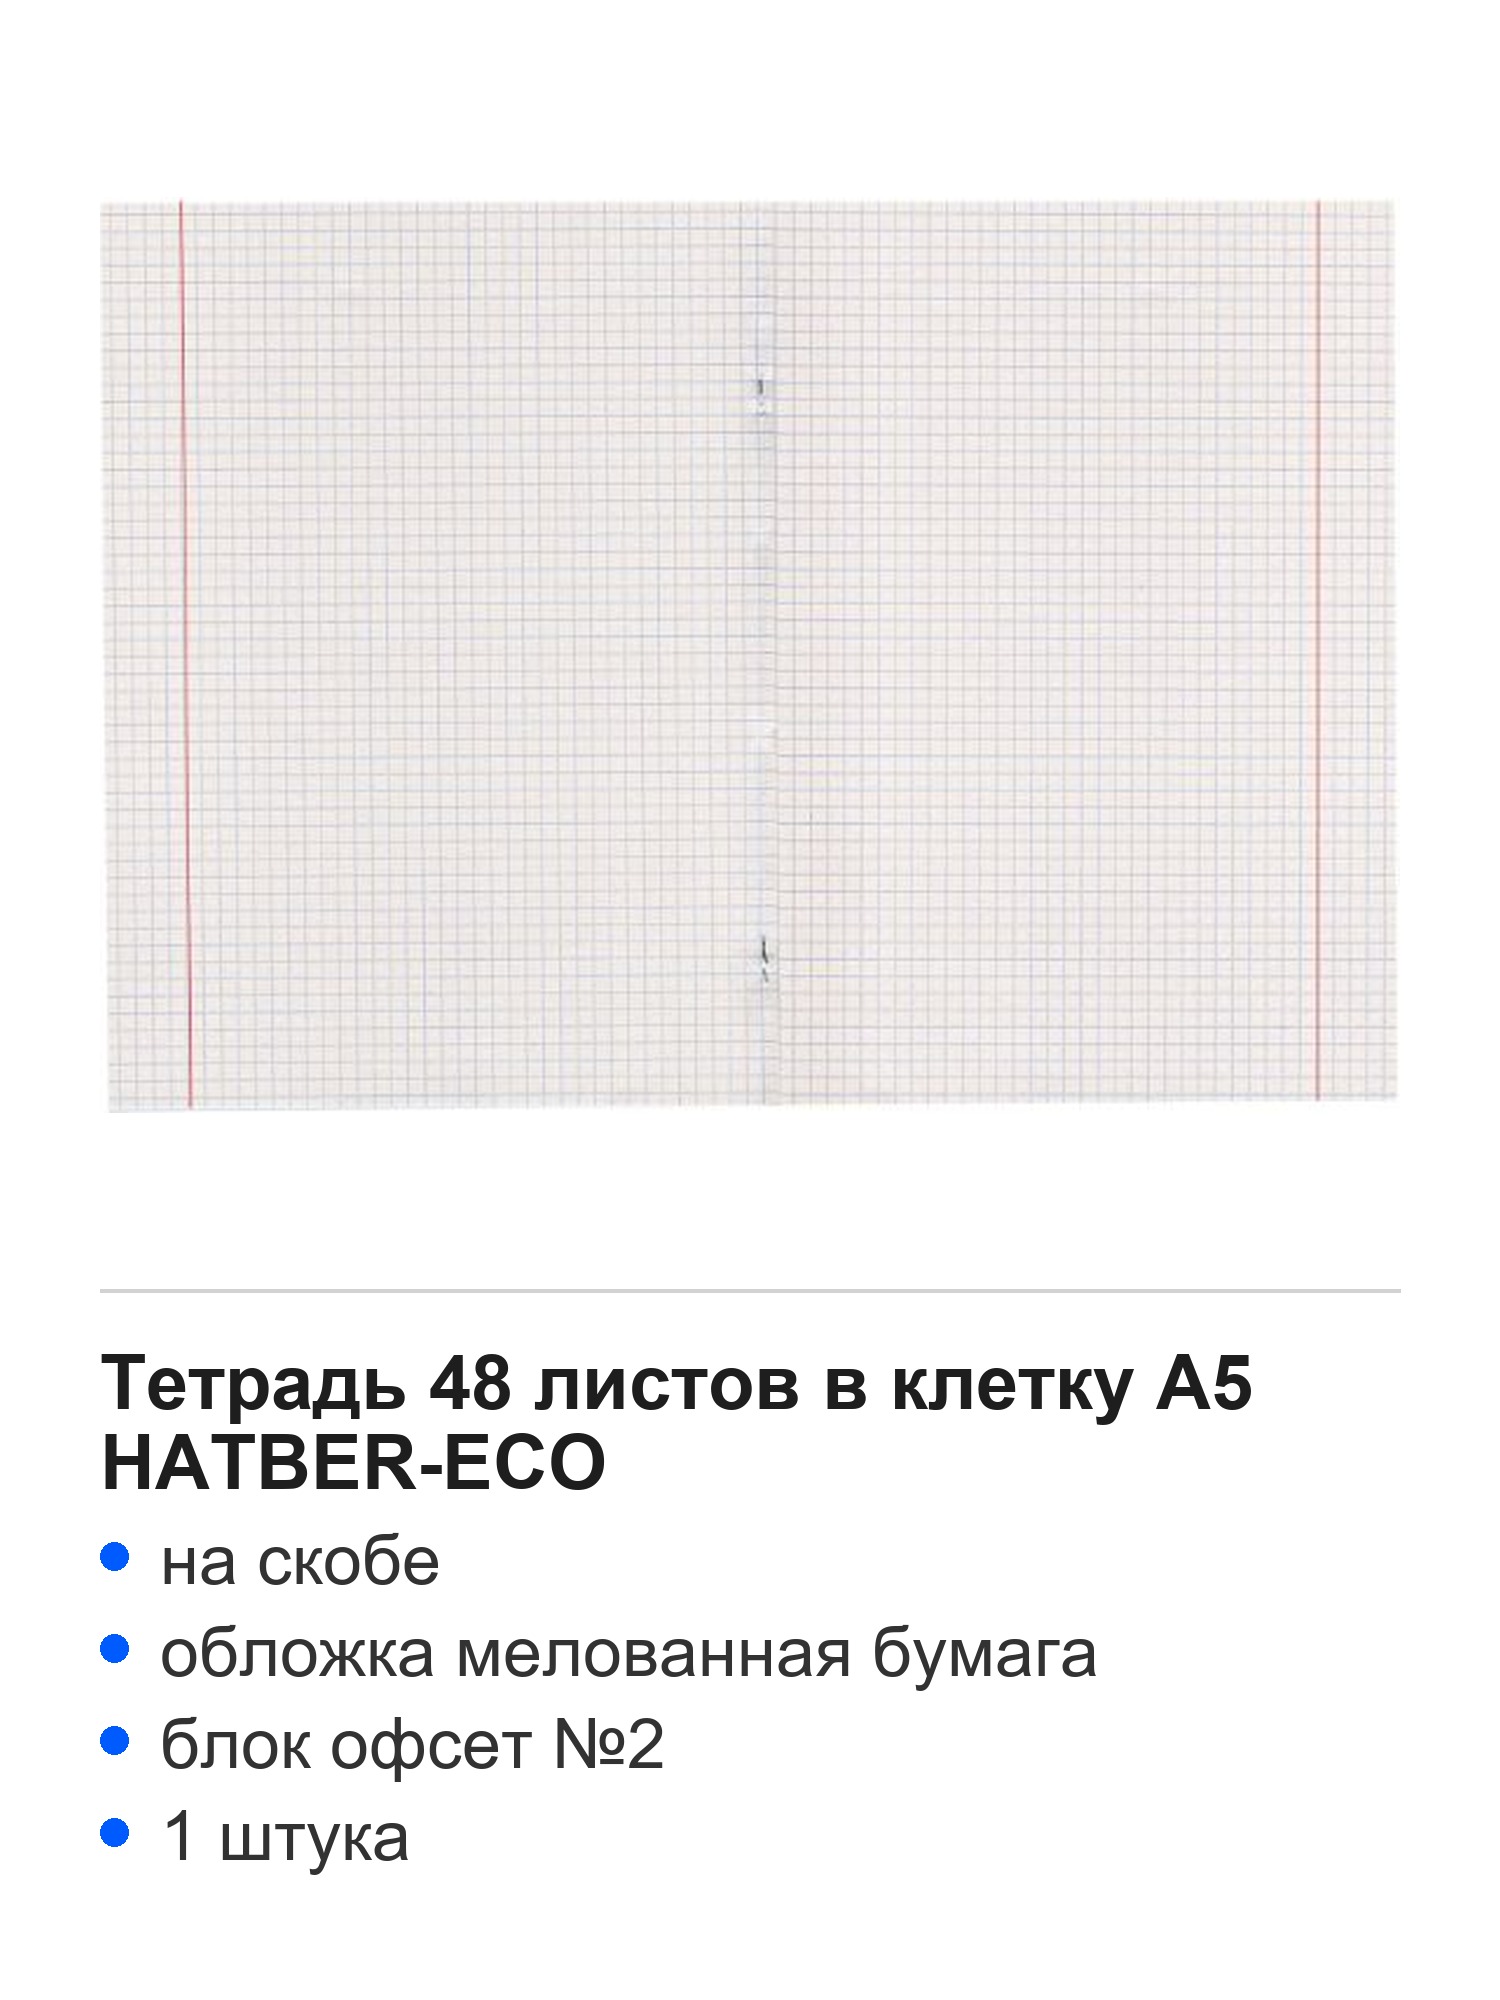 Тетрадь 48 листов в клетку А5
HATBER-ECO
на скобе
обложка мелованная бумага
блок офсет №2
1 штука